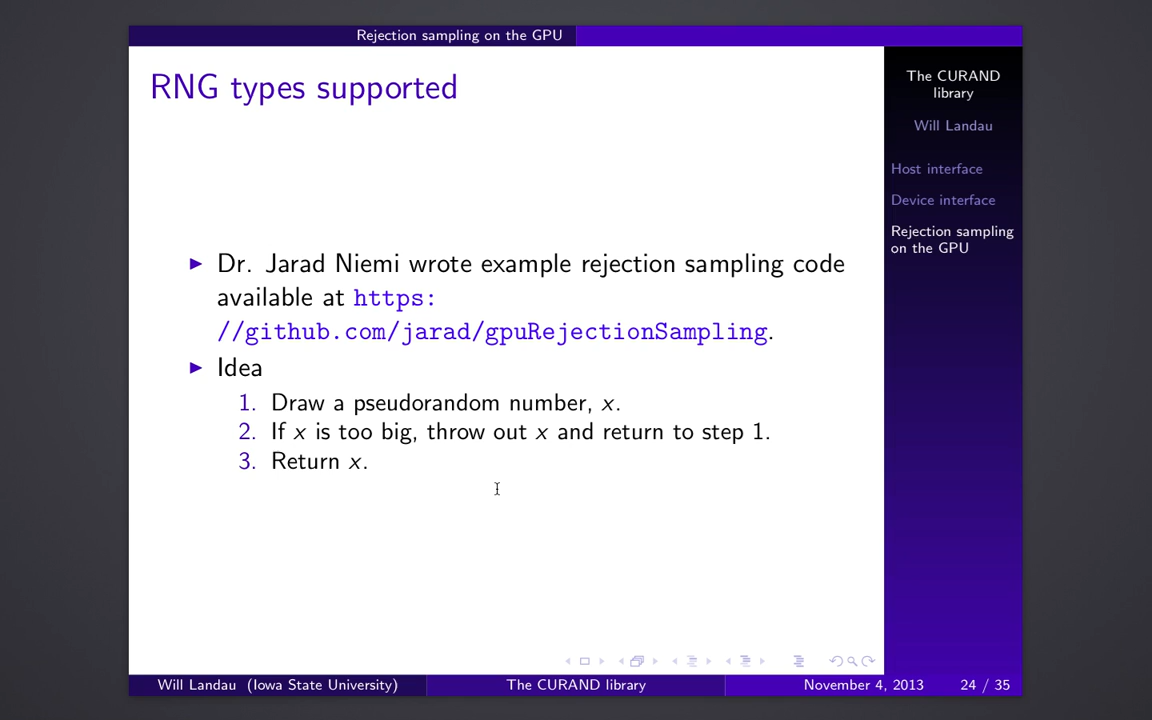 Rejection sampling on the GPU
RNG types supported
▶ Dr. Jarad Niemi wrote example rejection sampling code
available at https:
//github.com/jarad/gpuRejectionSampling.
▶ Idea
1. Draw a pseudorandom number, x.
2. If x is too big, throw out x and return to step 1.
3. Return x.
The CURAND
library
Will Landau
Host interface
Device interface
Rejection sampling
on the GPU
Will Landau (Iowa State University)
The CURAND library
November 4, 2013 24 / 35